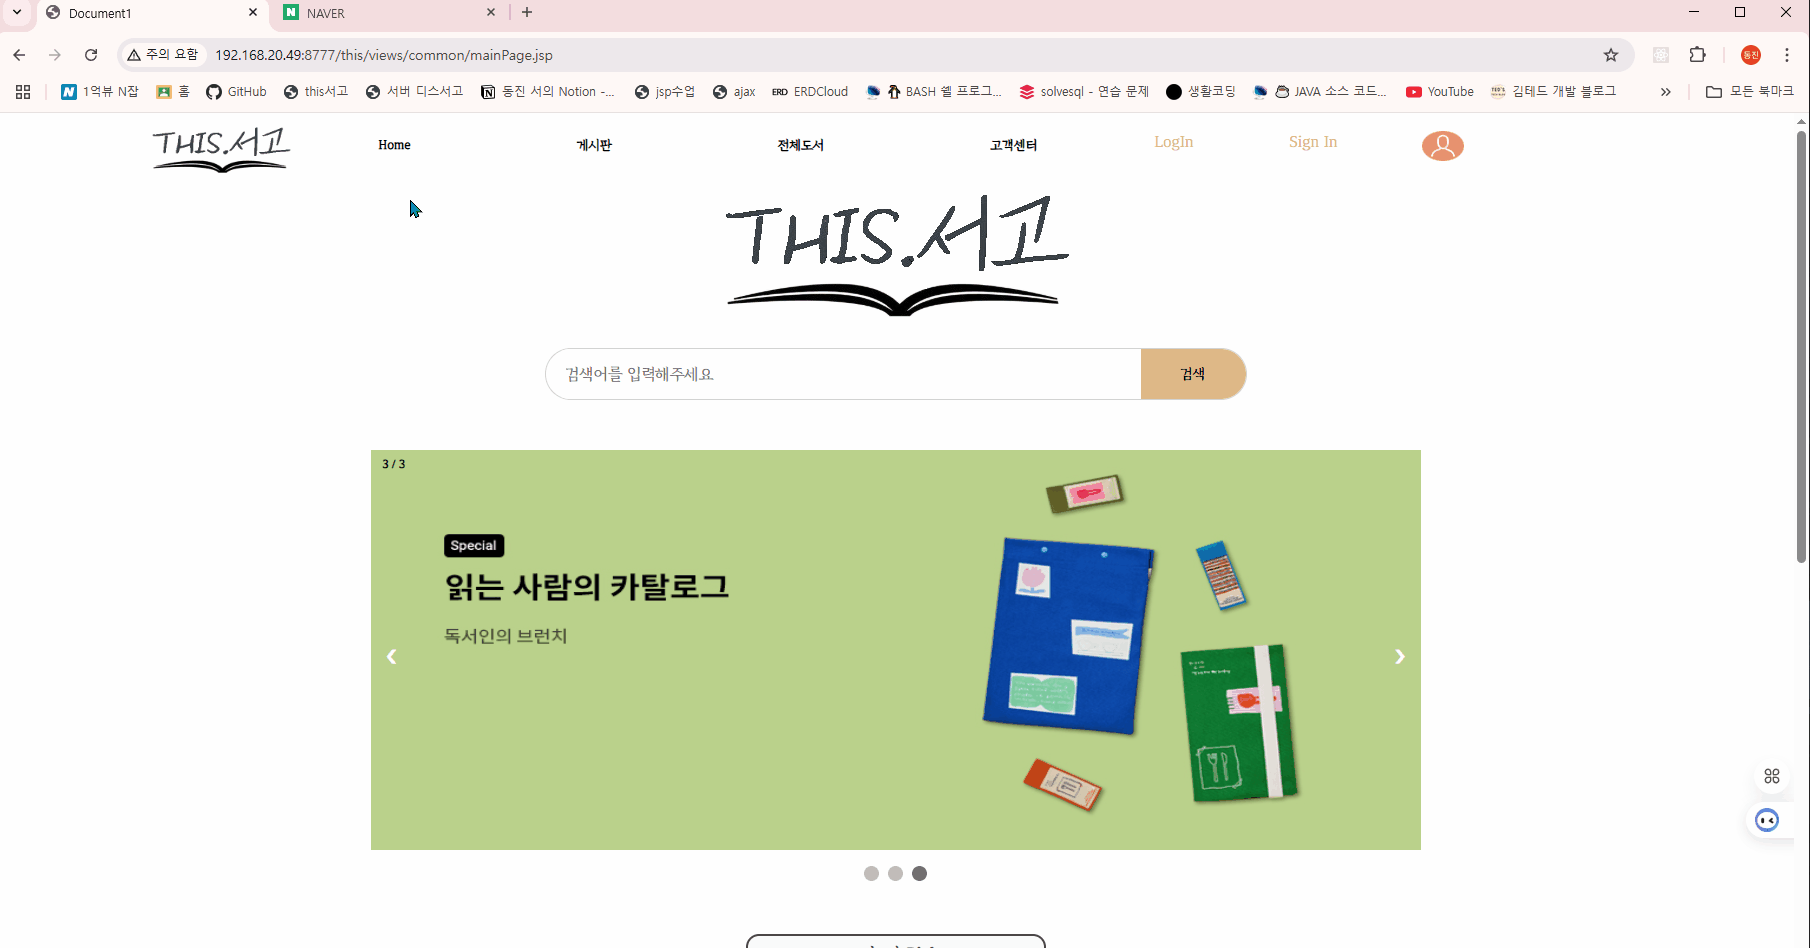 Document1
NAVER
주의 요함
192.168.20.49:8777/this/views/common/mainPage.jsp
동진
1억뷰 N잡
홈
GitHub
this서고
서버 디스서고
동진 서의 Notion -...
jsp수업
ajax
ERD ERDCloud
BASH 쉘 프로그...
solvesql - 연습 문제
생활코딩
JAVA 소스 코드...
YouTube
김테드 개발 블로그
모든 북마크
THIS.서고
Home
게시판
전체도서
고객센터
LogIn
Sign In
THIS.서고
검색어를 입력해주세요
검색
3 / 3
Special
읽는 사람의 카탈로그
독서인의 브런치